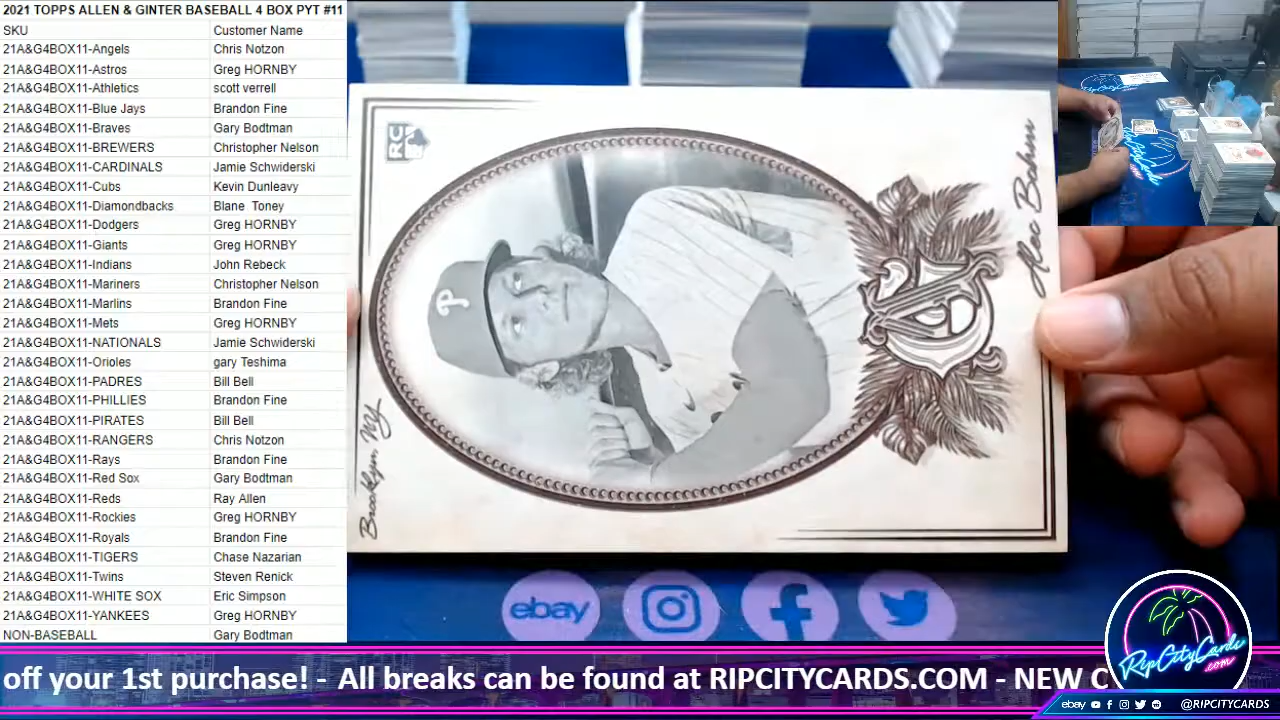 2021 TOPPS ALLEN & GINTER BASEBALL 4 BOX PYT #11
SKU Customer Name
21A&G4BOX11-Angels Chris Notzon
21A&G4BOX11-Astros Greg HORNBY
21A&G4BOX11-Athletics scott verrell
21A&G4BOX11-Blue Jays Brandon Fine
21A&G4BOX11-Braves Gary Bodtman
21A&G4BOX11-BREWERS Christopher Nelson
21A&G4BOX11-CARDINALS Jamie Schwiderski
21A&G4BOX11-Cubs Kevin Dunleavy
21A&G4BOX11-Diamondbacks Blane Toney
21A&G4BOX11-Dodgers Greg HORNBY
21A&G4BOX11-Giants Greg HORNBY
21A&G4BOX11-Indians John Rebeck
21A&G4BOX11-Mariners Christopher Nelson
21A&G4BOX11-Marlins Brandon Fine
21A&G4BOX11-Mets Greg HORNBY
21A&G4BOX11-NATIONALS Jamie Schwiderski
21A&G4BOX11-Orioles gary Teshima
21A&G4BOX11-PADRES Bill Bell
21A&G4BOX11-PHILLIES Brandon Fine
21A&G4BOX11-PIRATES Bill Bell
21A&G4BOX11-RANGERS Chris Notzon
21A&G4BOX11-Rays Brandon Fine
21A&G4BOX11-Red Sox Gary Bodtman
21A&G4BOX11-Reds Ray Allen
21A&G4BOX11-Rockies Greg HORNBY
21A&G4BOX11-Royals Brandon Fine
21A&G4BOX11-TIGERS Chase Nazarian
21A&G4BOX11-Twins Steven Renick
21A&G4BOX11-WHITE SOX Eric Simpson
21A&G4BOX11-YANKEES Greg HORNBY
NON-BASEBALL Gary Bodtman
RC
P
Brooklyn NY
Alec Bohm
ebay
RipCityCards
.com
off your 1st purchase! - All breaks can be found at RIPCITYCARDS.COM - NEW C
ebay @RIPCITYCARDS